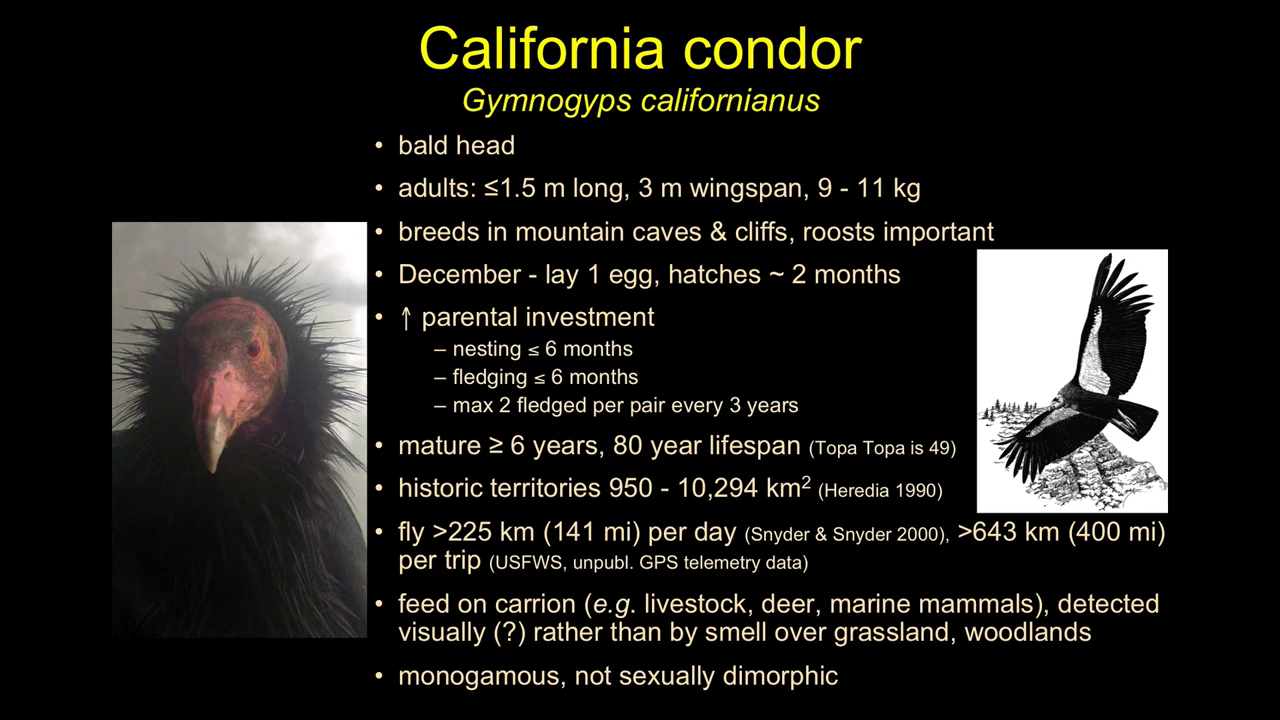 California condor
Gymnogyps californianus
• bald head
• adults: ≤1.5 m long, 3 m wingspan, 9 - 11 kg
• breeds in mountain caves & cliffs, roosts important
• December - lay 1 egg, hatches ~ 2 months
• ↑ parental investment
– nesting ≤ 6 months
– fledging ≤ 6 months
– max 2 fledged per pair every 3 years
• mature ≥ 6 years, 80 year lifespan (Topa Topa is 49)
• historic territories 950 - 10,294 km² (Heredia 1990)
• fly >225 km (141 mi) per day (Snyder & Snyder 2000), >643 km (400 mi)
per trip (USFWS, unpubl. GPS telemetry data)
• feed on carrion (e.g. livestock, deer, marine mammals), detected
visually (?) rather than by smell over grassland, woodlands
• monogamous, not sexually dimorphic